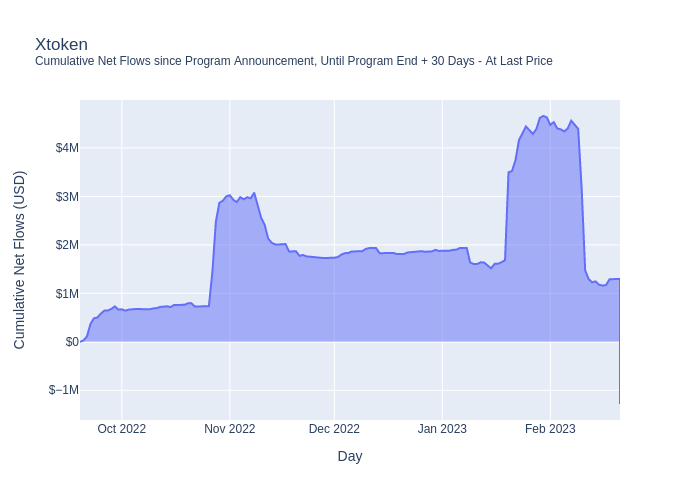 Xtoken
Cumulative Net Flows since Program Announcement, Until Program End + 30 Days - At Last Price
Cumulative Net Flows (USD)
$4M
$3M
$2M
$1M
$0
$−1M
Oct 2022
Nov 2022
Dec 2022
Jan 2023
Feb 2023
Day